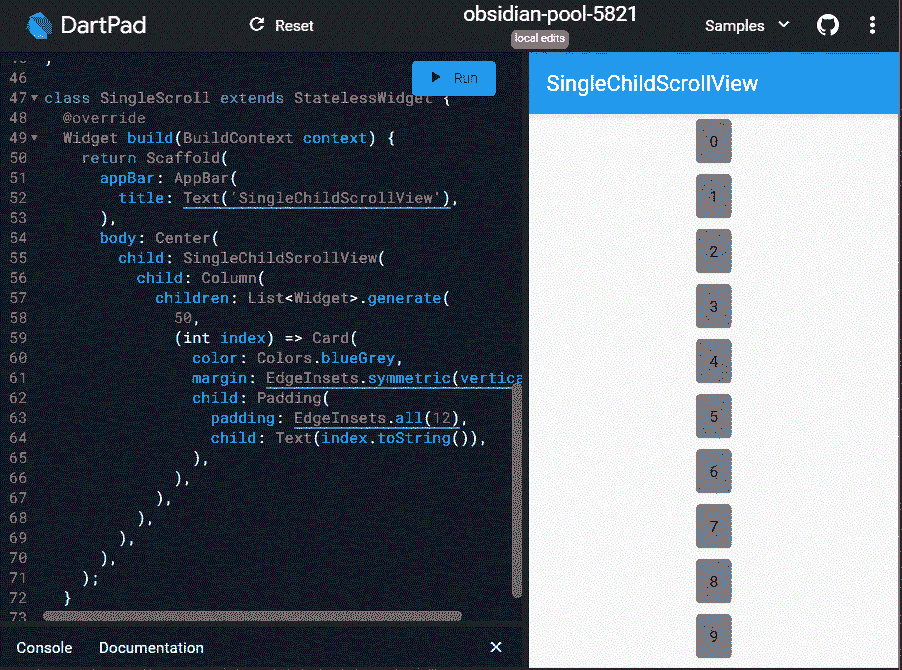 DartPad
Reset
obsidian-pool-5821
local edits
Samples
Run
46
47 class SingleScroll extends StatelessWidget {
48 @override
49 Widget build(BuildContext context) {
50 return Scaffold(
51 appBar: AppBar(
52 title: Text('SingleChildScrollView'),
53 ),
54 body: Center(
55 child: SingleChildScrollView(
56 child: Column(
57 children: List<Widget>.generate(
58 50,
59 (int index) => Card(
60 color: Colors.blueGrey,
61 margin: EdgeInsets.symmetric(vertica
62 child: Padding(
63 padding: EdgeInsets.all(12),
64 child: Text(index.toString()),
65 ),
66 ),
67 ),
68 ),
69 ),
70 ),
71 );
72 }
73
Console Documentation
SingleChildScrollView
0
1
2
3
4
5
6
7
8
9